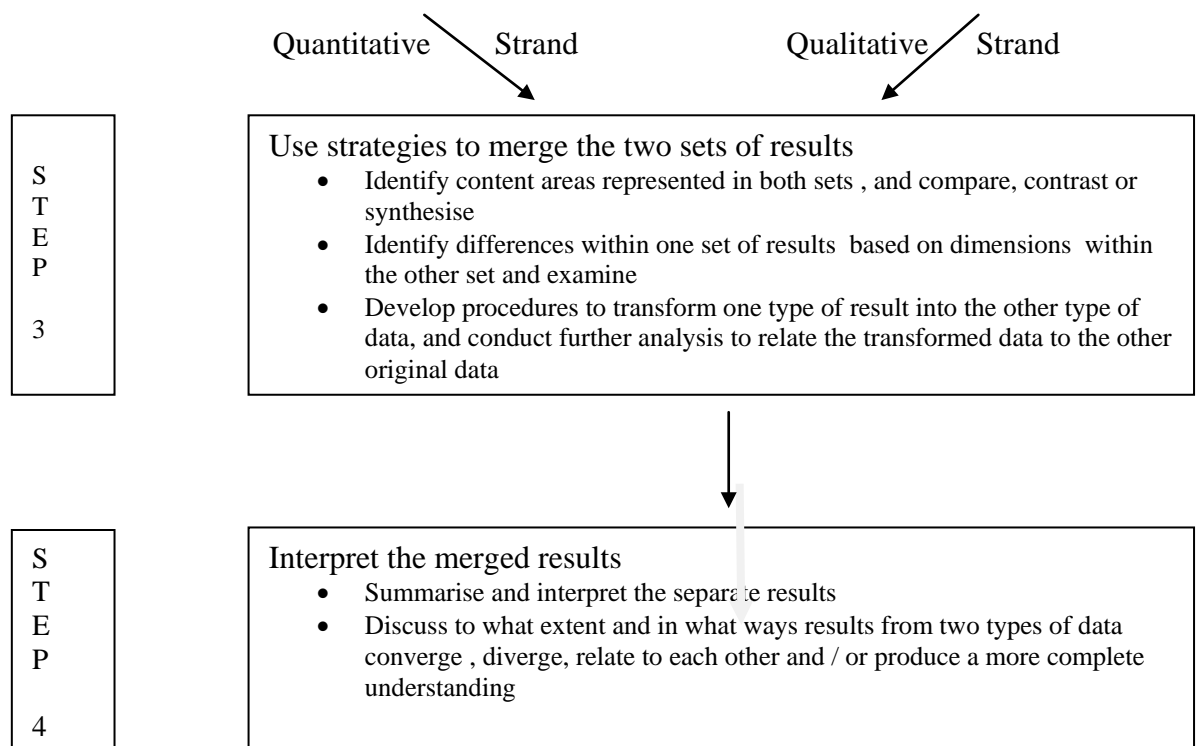 Quantitative Strand Qualitative Strand
S
T
E
P
3
Use strategies to merge the two sets of results
• Identify content areas represented in both sets , and compare, contrast or
synthesise
• Identify differences within one set of results based on dimensions within
the other set and examine
• Develop procedures to transform one type of result into the other type of
data, and conduct further analysis to relate the transformed data to the other
original data
S
T
E
P
4
Interpret the merged results
• Summarise and interpret the separate results
• Discuss to what extent and in what ways results from two types of data
converge , diverge, relate to each other and / or produce a more complete
understanding